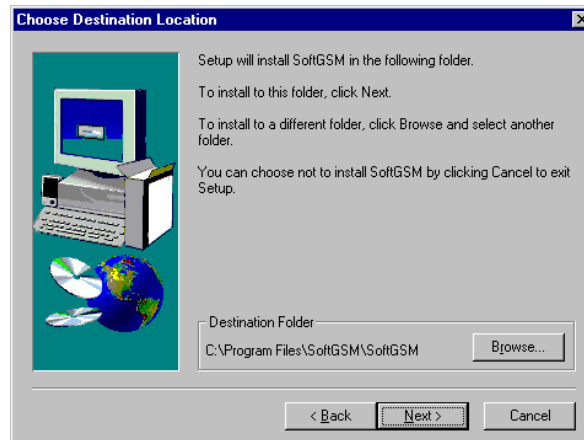 Choose Destination Location
Setup will install SoftGSM in the following folder.
To install to this folder, click Next.
To install to a different folder, click Browse and select another
folder.
You can choose not to install SoftGSM by clicking Cancel to exit
Setup.
Destination Folder
C:\Program Files\SoftGSM\SoftGSM
Browse...
< Back
Next >
Cancel